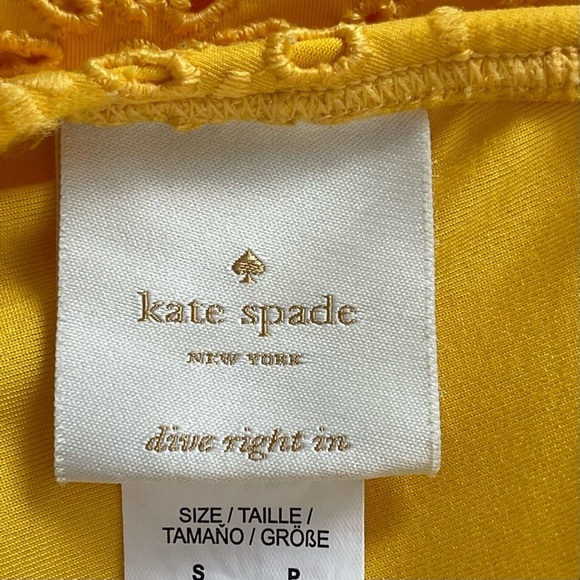 kate spade
NEW YORK
dive right in
SIZE / TAILLE /
TAMAÑO / GRÖßE
S P